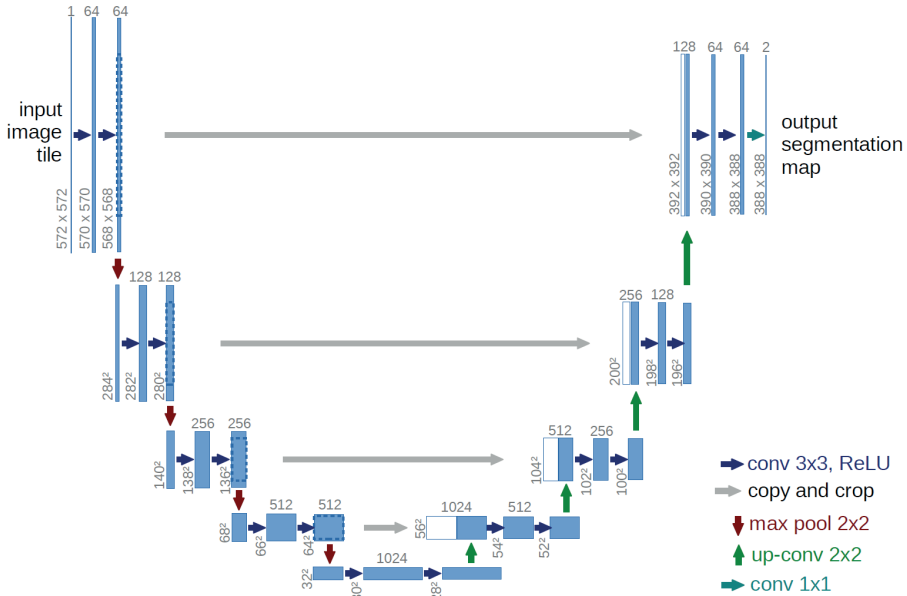 1 64 64
128 64 64 2
input
image
tile
output
segmentation
map
572 x 572
570 x 570
568 x 568
392 x 392
390 x 390
388 x 388
388 x 388
128 128
256 128
284²
282²
280²
200²
198²
196²
256 256
512 256
140²
138²
136²
104²
102²
100²
512 512
1024 512
68²
66²
64²
56²
54²
52²
1024
32²
conv 3x3, ReLU
copy and crop
max pool 2x2
up-conv 2x2
conv 1x1